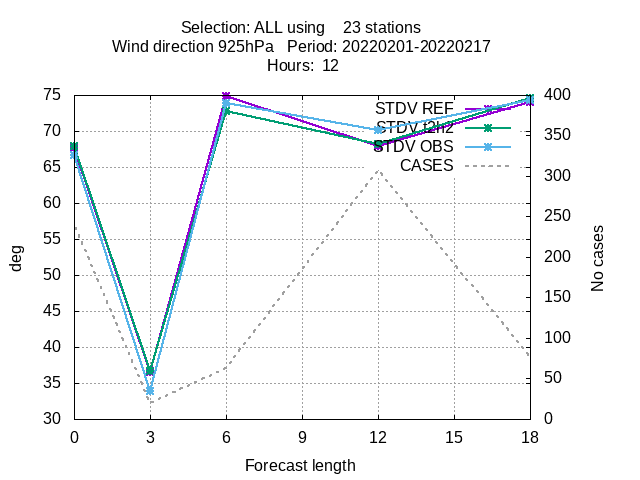 Selection: ALL using    23 stations
Wind direction 925hPa   Period: 20220201-20220217
Hours:  12
75 400
STDV REF
70 350
STDV t2h2
STDV OBS
65 300
CASES
60 250
55 200
50
45 150
40 100
35 50
30 0
deg
No cases
0 3 6 9 12 15 18
Forecast length